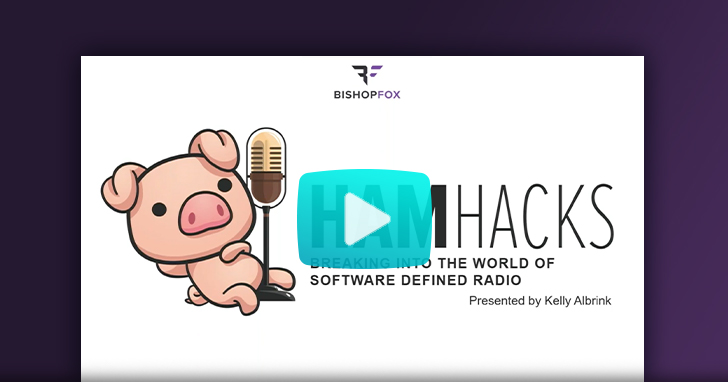 BISHOPFOX
HAMHACKS
BREAKING INTO THE WORLD OF
SOFTWARE DEFINED RADIO
Presented by Kelly Albrink